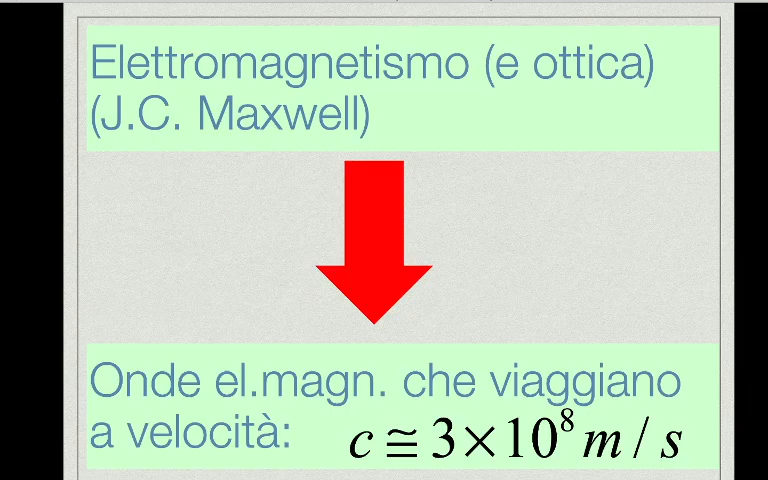 Elettromagnetismo (e ottica)
(J.C. Maxwell)
Onde el.magn. che viaggiano
a velocità: c ≅ 3×10⁸ m / s